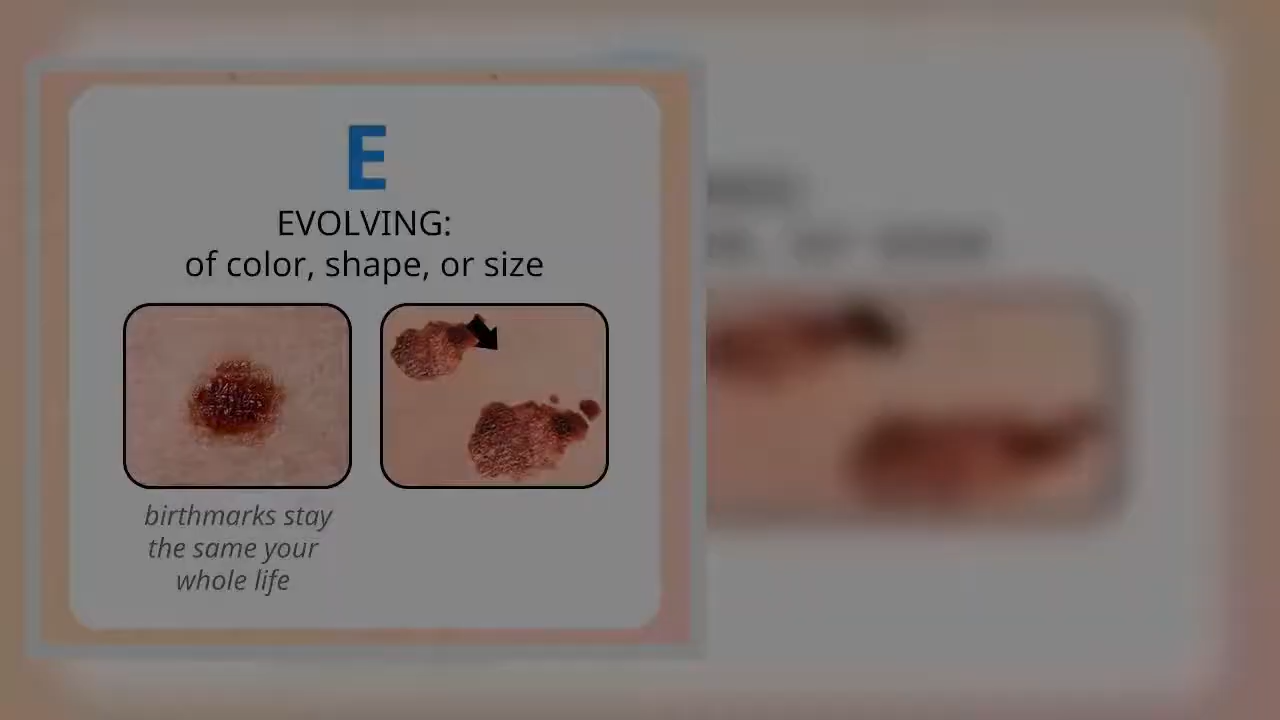 E
EVOLVING:
of color, shape, or size
birthmarks stay
the same your
whole life